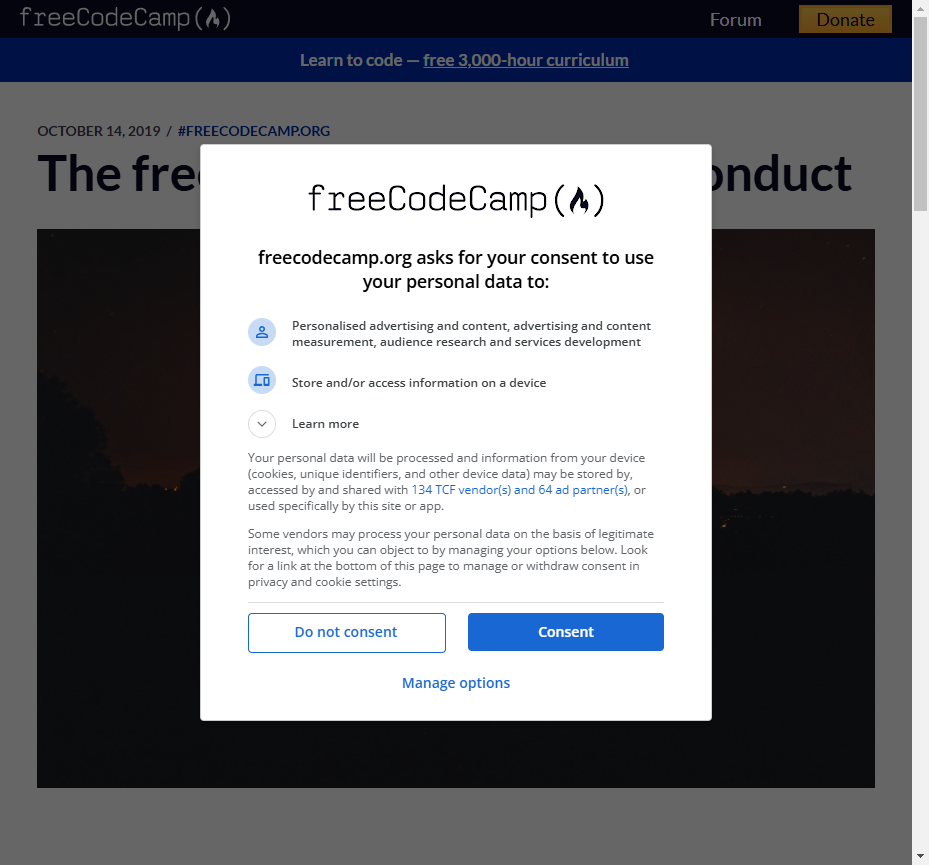 freeCodeCamp(🔥)
Forum
Donate
Learn to code — free 3,000-hour curriculum
OCTOBER 14, 2019 / #FREECODECAMP.ORG
The
freeCodeCamp(🔥)
freecodecamp.org asks for your consent to use
your personal data to:
Personalised advertising and content, advertising and content
measurement, audience research and services development
Store and/or access information on a device
Learn more
Your personal data will be processed and information from your device
(cookies, unique identifiers, and other device data) may be stored by,
accessed by and shared with 134 TCF vendor(s) and 64 ad partner(s), or
used specifically by this site or app.
Some vendors may process your personal data on the basis of legitimate
interest, which you can object to by managing your options below. Look
for a link at the bottom of this page to manage or withdraw consent in
privacy and cookie settings.
Do not consent
Consent
Manage options